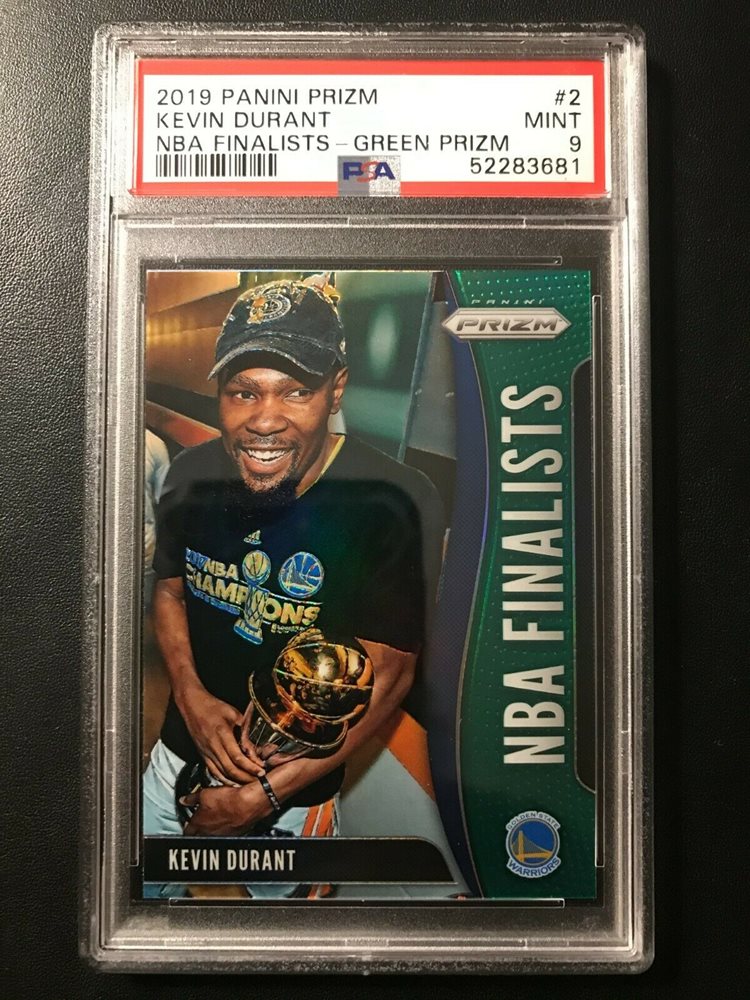 2019 PANINI PRIZM #2
KEVIN DURANT MINT
NBA FINALISTS - GREEN PRIZM 9
PSA 52283681
PANINI
PRIZM
NBA FINALISTS
NBA
CHAMPIONS
KEVIN DURANT
GOLDEN STATE
WARRIORS